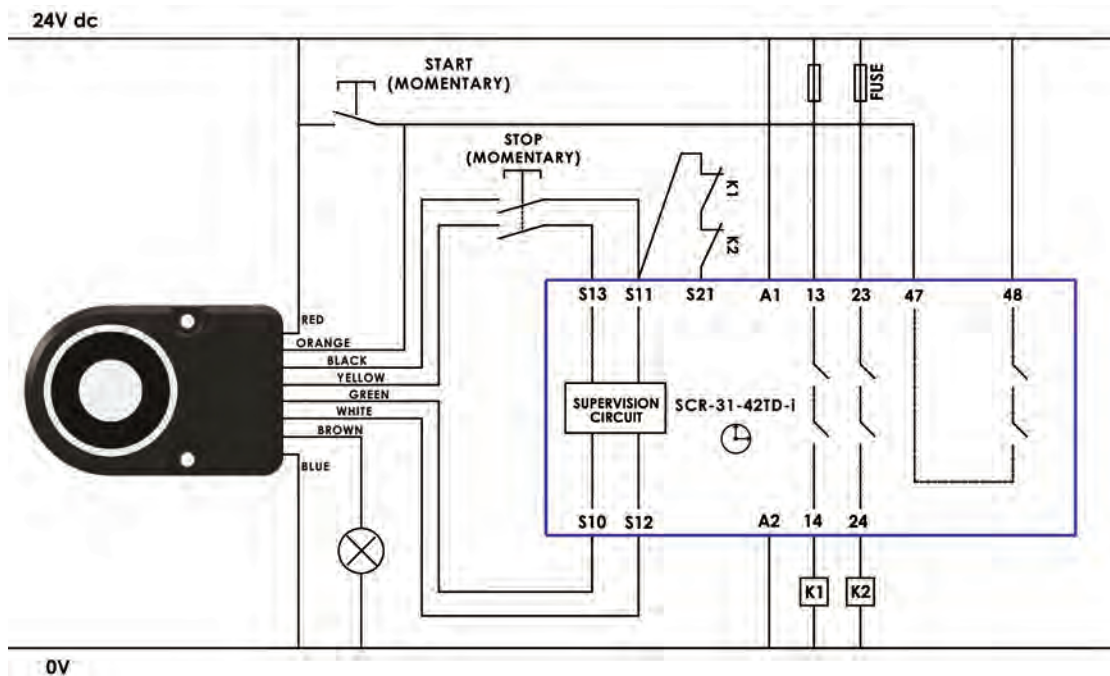 24V dc
START
(MOMENTARY)
FUSE
STOP
(MOMENTARY)
K1
K2
S13 S11 S21 A1 13 23 47 48
RED
ORANGE
BLACK
YELLOW
GREEN
WHITE
BROWN
BLUE
SUPERVISION
CIRCUIT
SCR-31-42TD-i
S10 S12 A2 14 24
K1 K2
0V